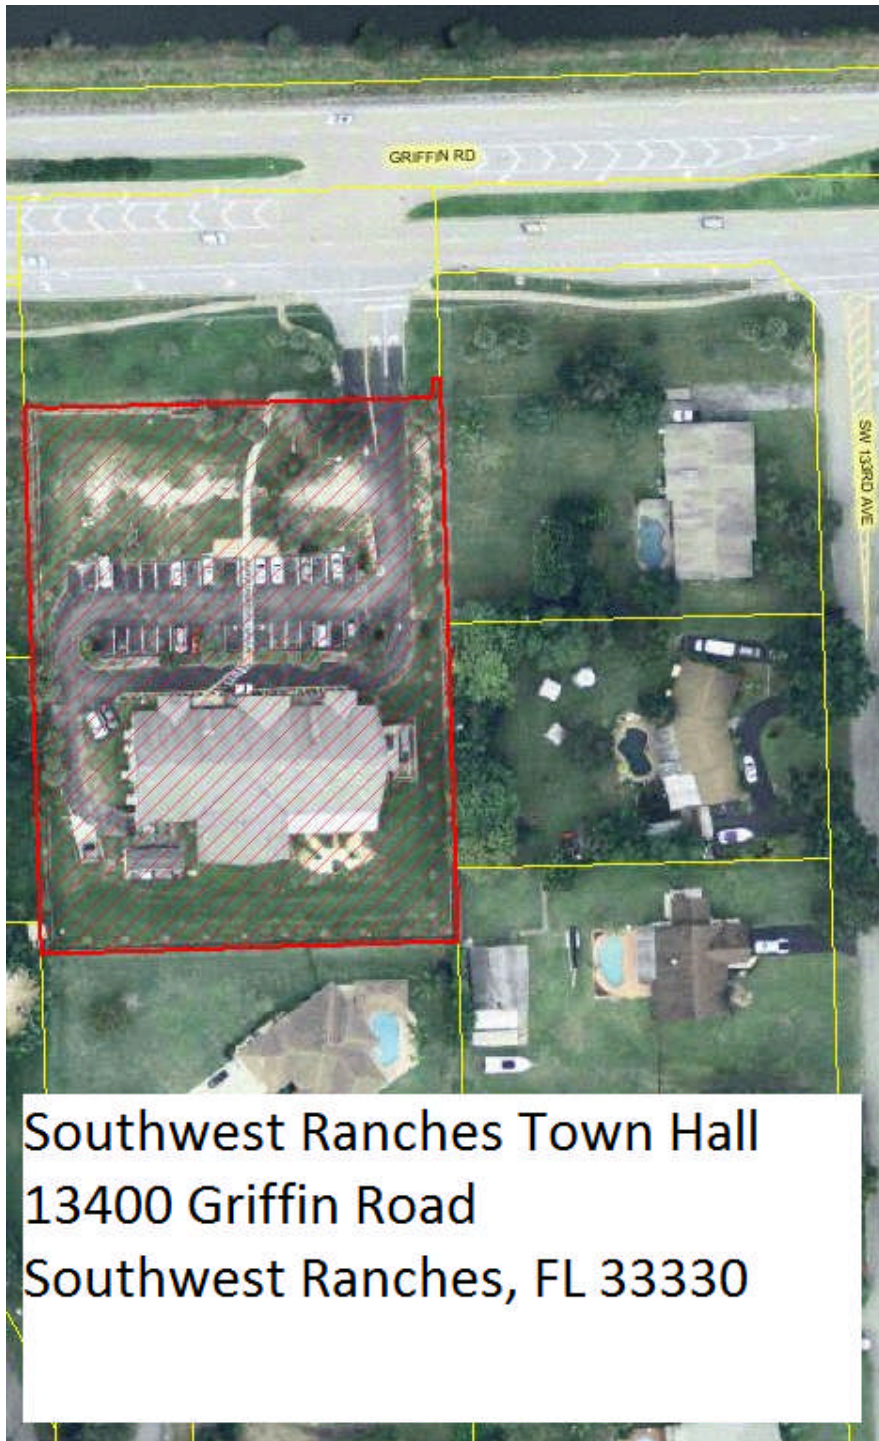 GRIFFIN RD
SW 133RD AVE
Southwest Ranches Town Hall
13400 Griffin Road
Southwest Ranches, FL 33330